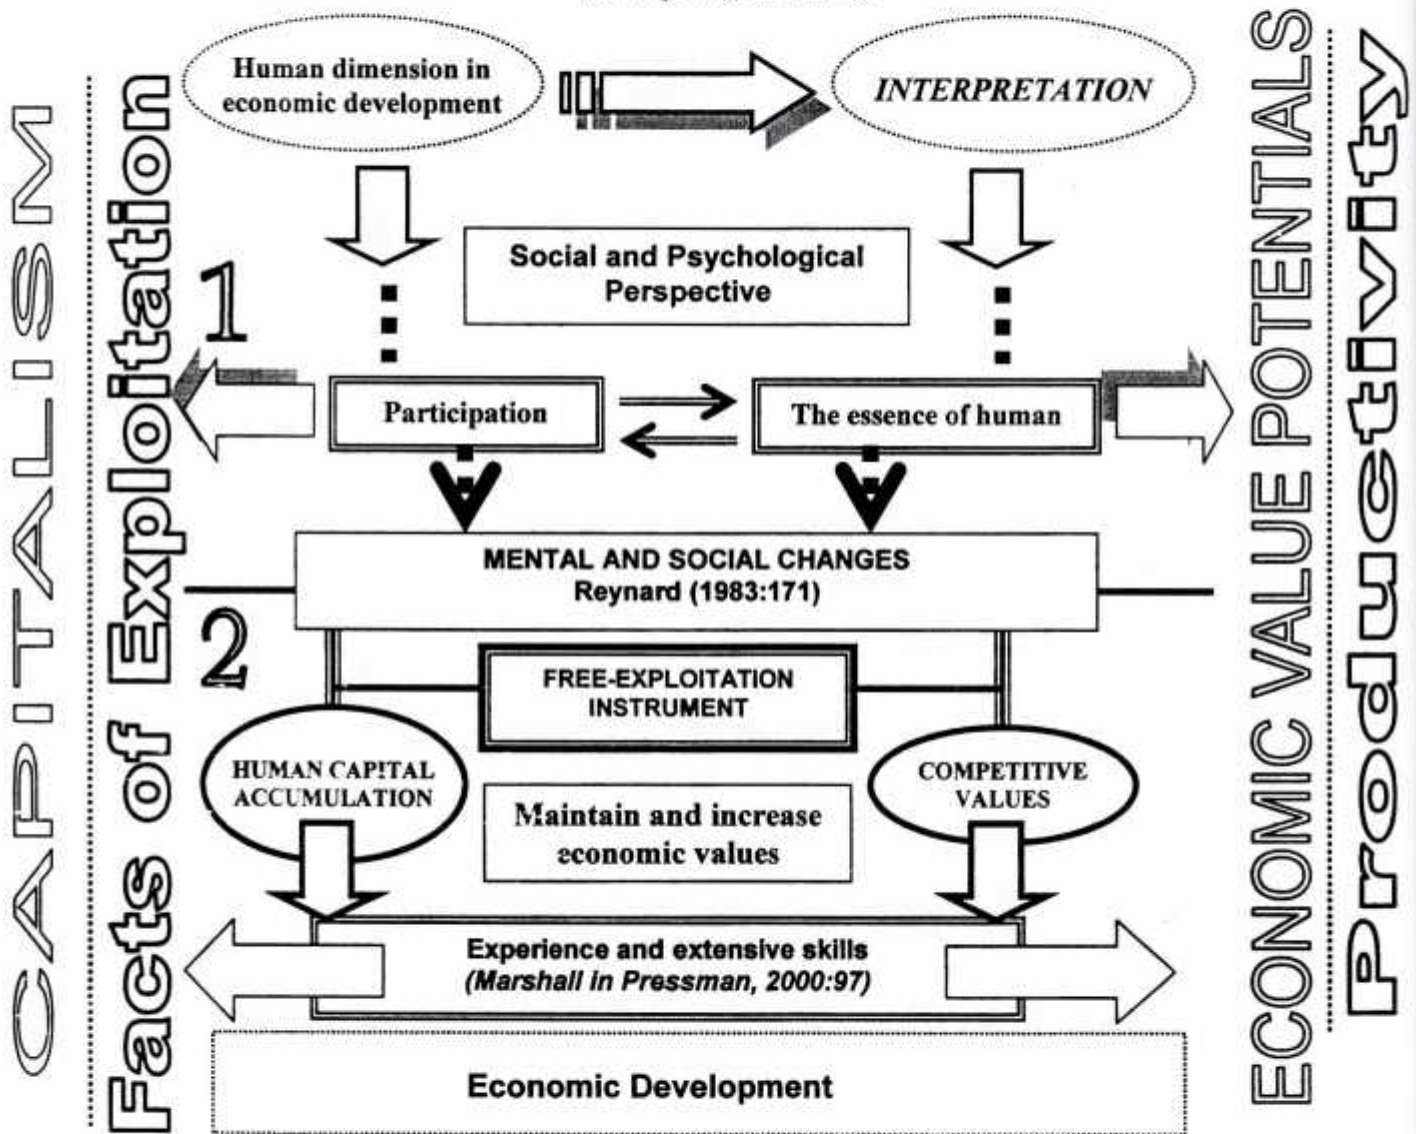 CAPITALISM
Facts of Exploitation
Human dimension in
economic development
INTERPRETATION
Social and Psychological
Perspective
1
Participation
The essence of human
MENTAL AND SOCIAL CHANGES
Reynard (1983:171)
2
FREE-EXPLOITATION
INSTRUMENT
HUMAN CAPITAL
ACCUMULATION
COMPETITIVE
VALUES
Maintain and increase
economic values
Experience and extensive skills
(Marshall in Pressman, 2000:97)
Economic Development
ECONOMIC VALUE POTENTIALS
Productivity